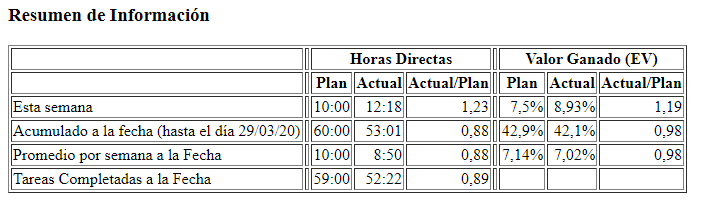 Resumen de Información
Horas Directas Valor Ganado (EV)
Plan Actual Actual/Plan Plan Actual Actual/Plan
Esta semana 10:00 12:18 1,23 7,5% 8,93% 1,19
Acumulado a la fecha (hasta el día 29/03/20) 60:00 53:01 0,88 42,9% 42,1% 0,98
Promedio por semana a la Fecha 10:00 8:50 0,88 7,14% 7,02% 0,98
Tareas Completadas a la Fecha 59:00 52:22 0,89